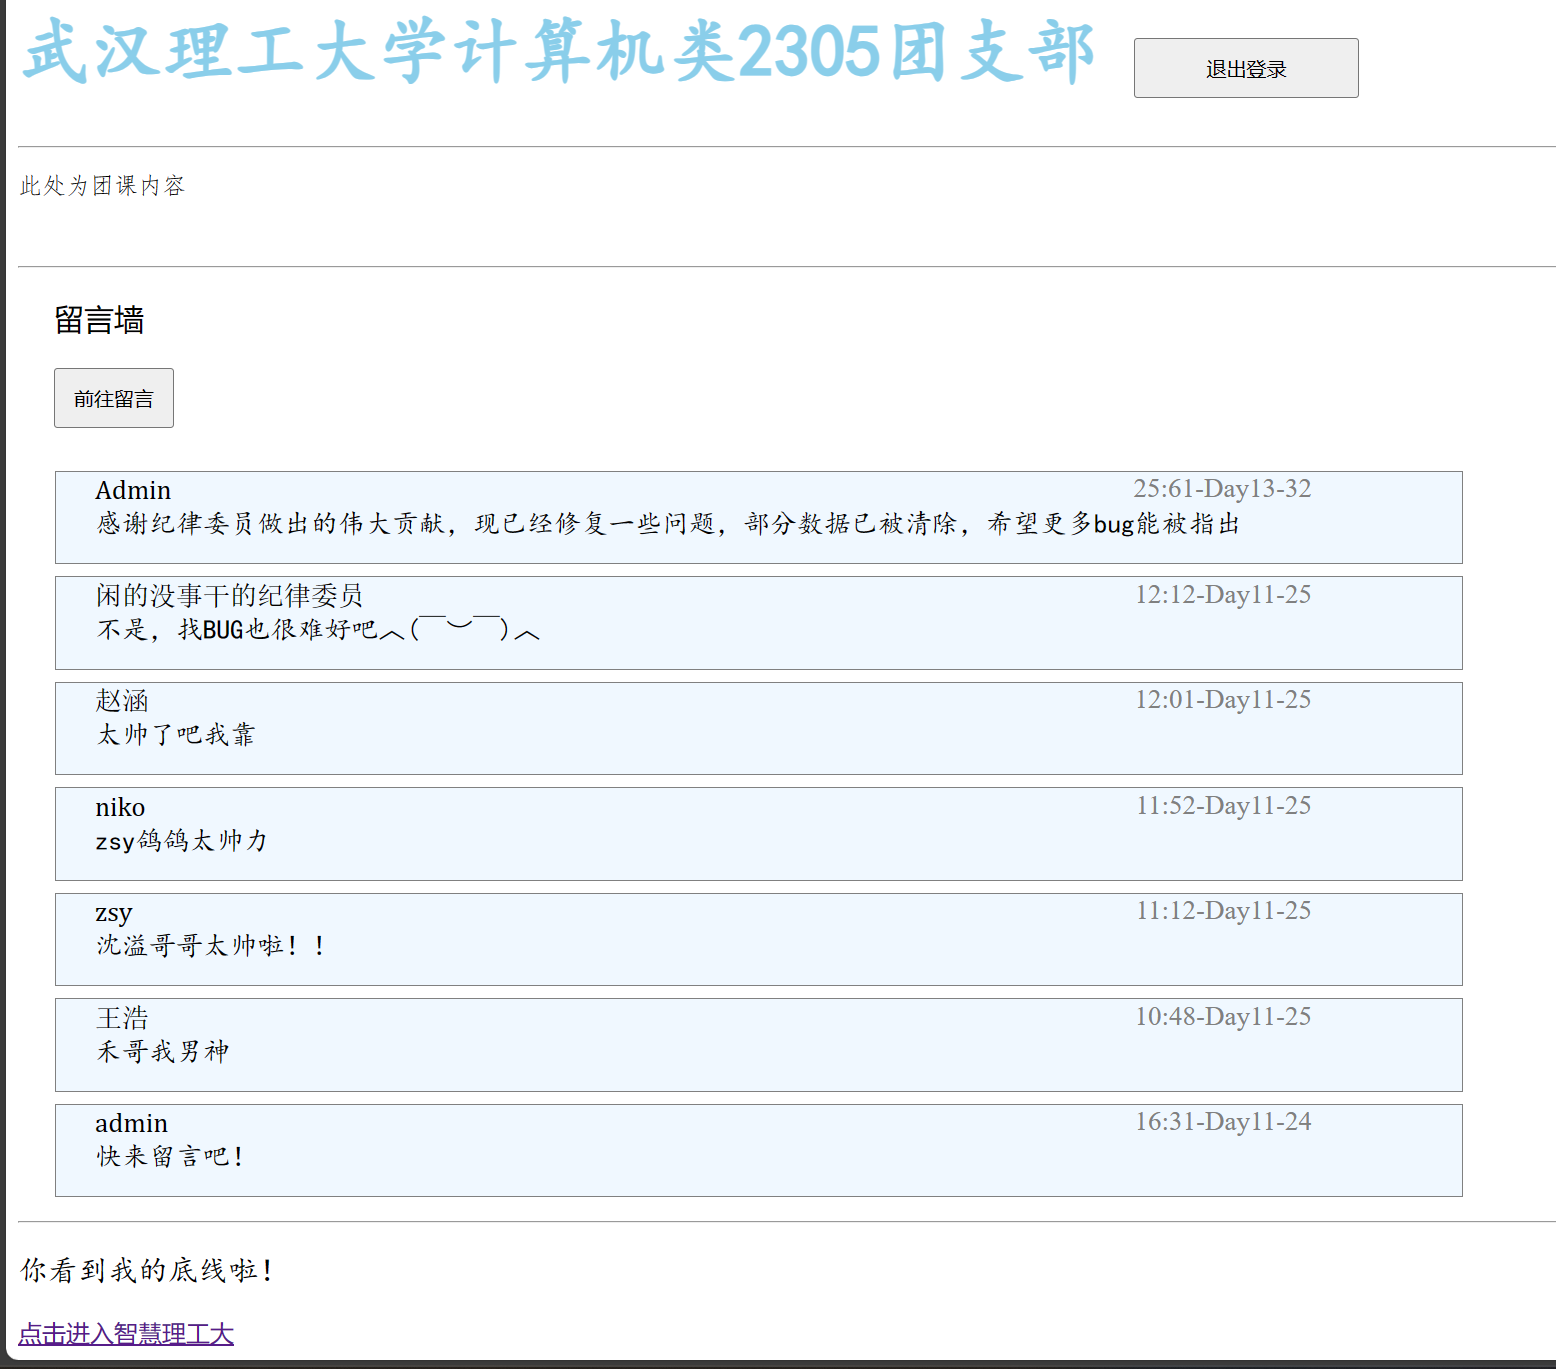 武汉理工大学计算机类2305团支部
退出登录
此处为团课内容
留言墙
前往留言
Admin 25:61-Day13-32
感谢纪律委员做出的伟大贡献，现已经修复一些问题，部分数据已被清除，希望更多bug能被指出
闲的没事干的纪律委员 12:12-Day11-25
不是，找BUG也很难好吧︿(￣︶￣)︿
赵涵 12:01-Day11-25
太帅了吧我靠
niko 11:52-Day11-25
zsy鸽鸽太帅力
zsy 11:12-Day11-25
沈溢哥哥太帅啦！！
王浩 10:48-Day11-25
禾哥我男神
admin 16:31-Day11-24
快来留言吧！
你看到我的底线啦！
点击进入智慧理工大